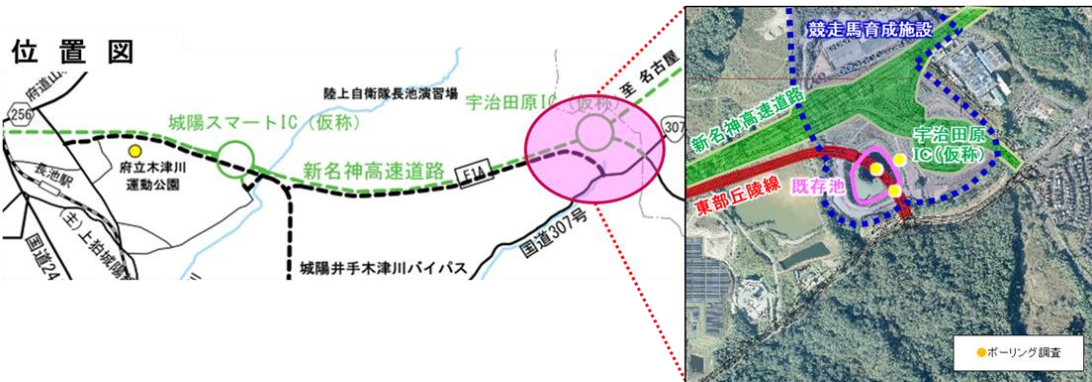 位置図
府道山
256
陸上自衛隊長池演習場
至 名古屋
宇治田原IC(仮称)
307
城陽スマートIC(仮称)
府立木津川
運動公園
新名神高速道路
E1A
長池駅
(主)上狛城陽
国道24
国道307号
城陽井手木津川バイパス
競走馬育成施設
新名神高速道路
宇治田原
IC(仮称)
既存池
東部丘陵線
ボーリング調査